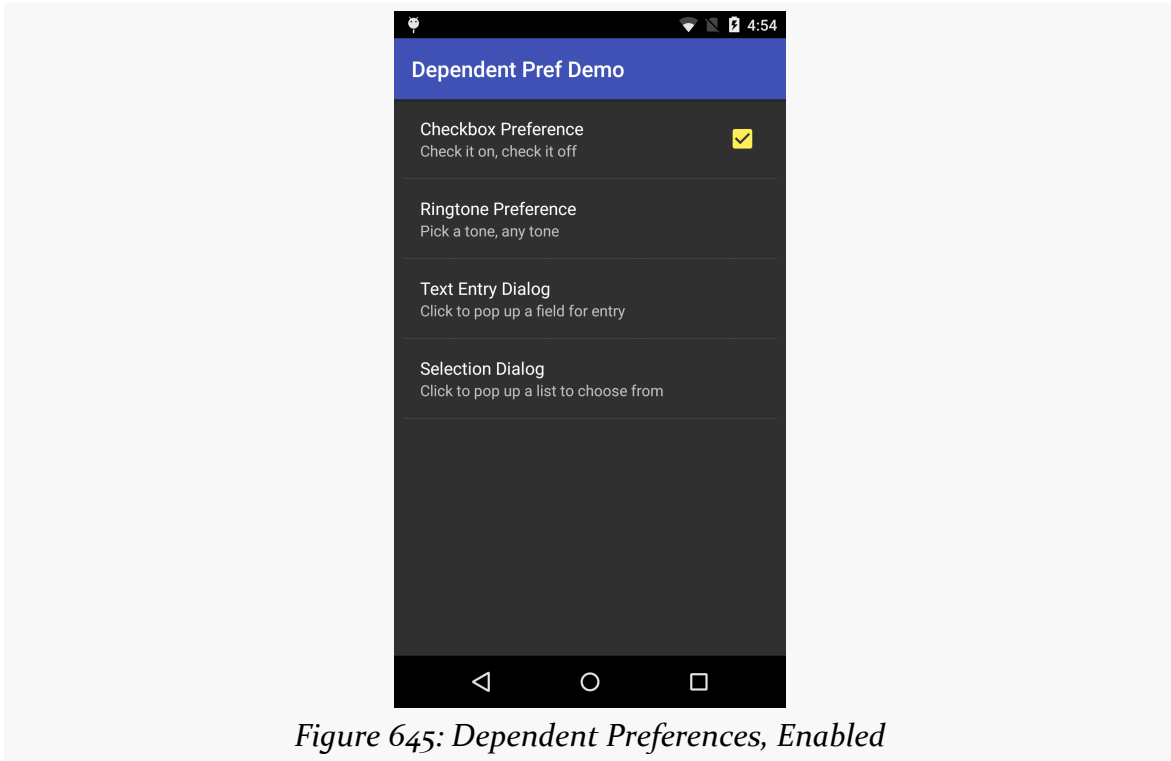 4:54
Dependent Pref Demo
Checkbox Preference
Check it on, check it off
Ringtone Preference
Pick a tone, any tone
Text Entry Dialog
Click to pop up a field for entry
Selection Dialog
Click to pop up a list to choose from
Figure 645: Dependent Preferences, Enabled